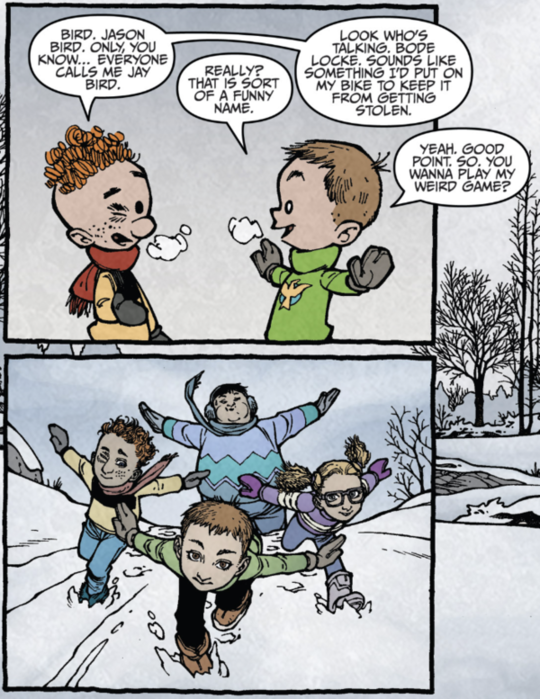 BIRD. JASON
BIRD. ONLY, YOU
KNOW... EVERYONE
CALLS ME JAY
BIRD.
REALLY?
THAT IS SORT
OF A FUNNY
NAME.
LOOK WHO'S
TALKING. BODE
LOCKE. SOUNDS LIKE
SOMETHING I'D PUT ON
MY BIKE TO KEEP IT
FROM GETTING
STOLEN.
YEAH. GOOD
POINT. SO. YOU
WANNA PLAY MY
WEIRD GAME?